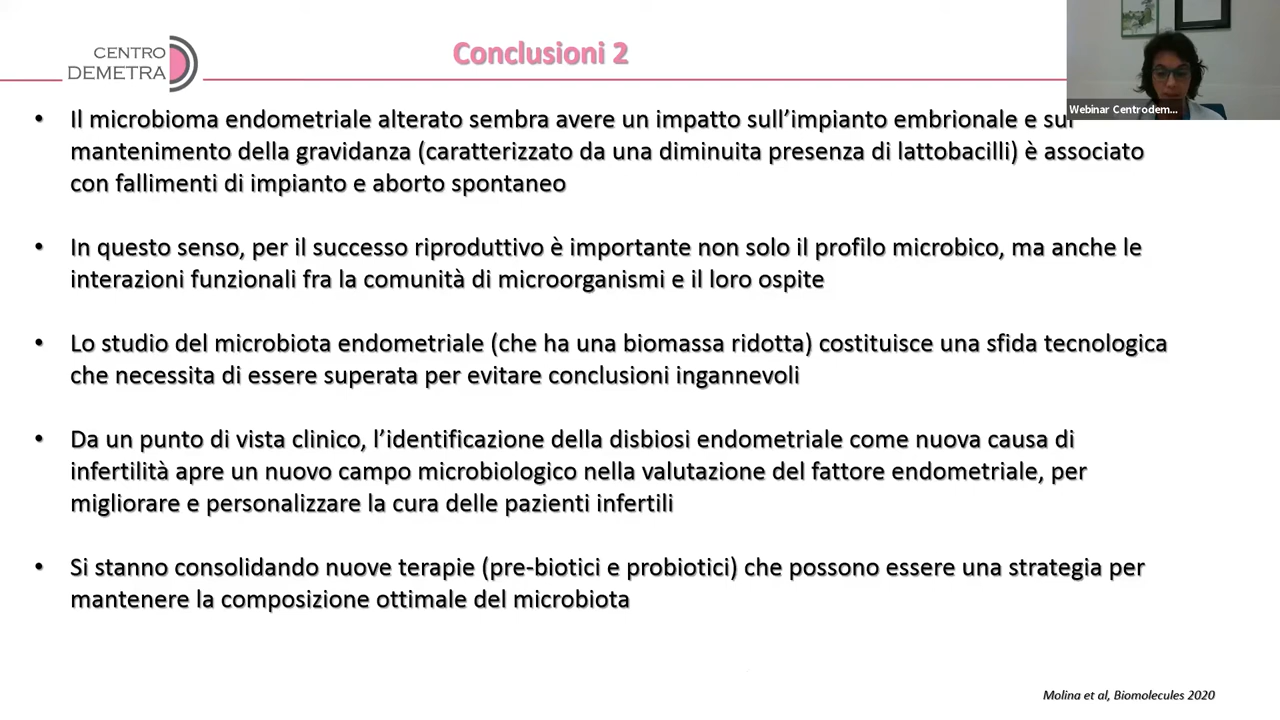 CENTRO
DEMETRA
Conclusioni 2
Webinar Centrodem...
• Il microbioma endometriale alterato sembra avere un impatto sull’impianto embrionale e sul
mantenimento della gravidanza (caratterizzato da una diminuita presenza di lattobacilli) è associato
con fallimenti di impianto e aborto spontaneo
• In questo senso, per il successo riproduttivo è importante non solo il profilo microbico, ma anche le
interazioni funzionali fra la comunità di microorganismi e il loro ospite
• Lo studio del microbiota endometriale (che ha una biomassa ridotta) costituisce una sfida tecnologica
che necessita di essere superata per evitare conclusioni ingannevoli
• Da un punto di vista clinico, l’identificazione della disbiosi endometriale come nuova causa di
infertilità apre un nuovo campo microbiologico nella valutazione del fattore endometriale, per
migliorare e personalizzare la cura delle pazienti infertili
• Si stanno consolidando nuove terapie (pre-biotici e probiotici) che possono essere una strategia per
mantenere la composizione ottimale del microbiota
Molina et al, Biomolecules 2020